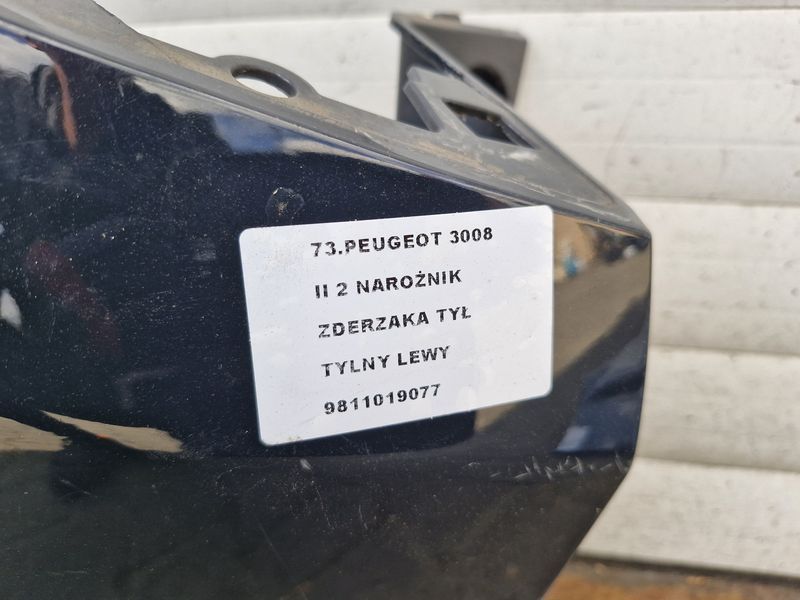 73.PEUGEOT 3008
II 2 NAROŻNIK
ZDERZAKA TYŁ
TYLNY LEWY
9811019077